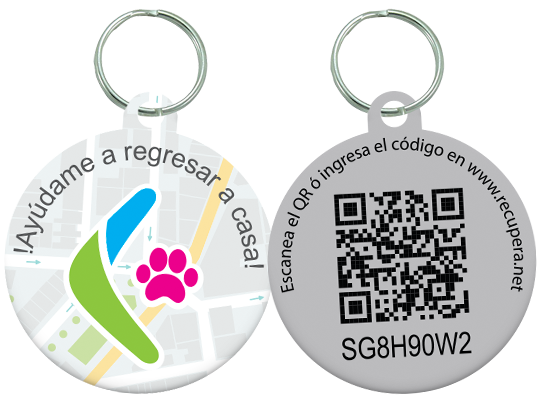 !Ayúdame a regresar a casa!
Escanea el QR ó ingresa el código en www.recupera.net
SG8H90W2